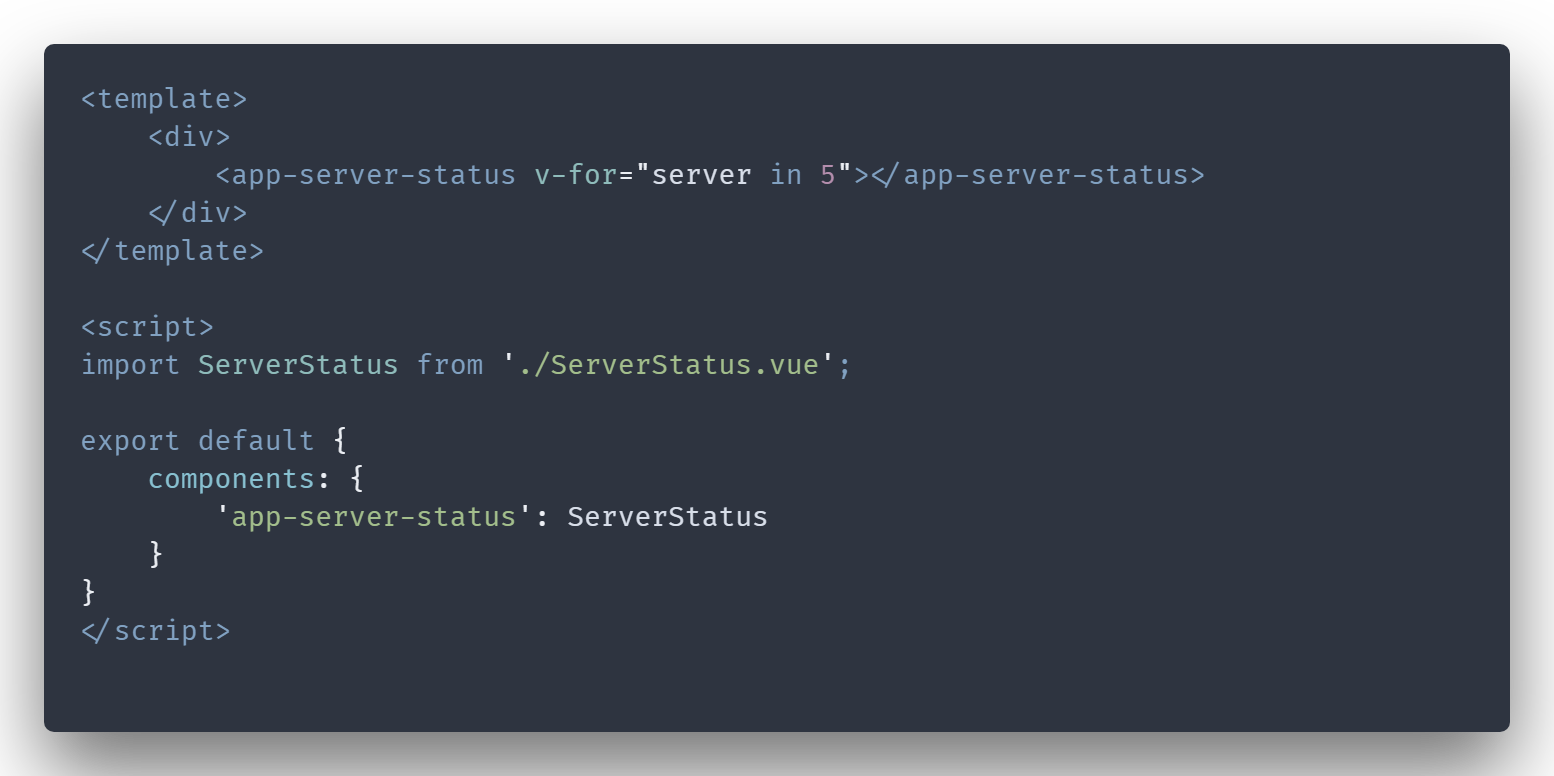 <template>
    <div>
        <app-server-status v-for="server in 5"></app-server-status>
    </div>
</template>

<script>
import ServerStatus from './ServerStatus.vue';

export default {
    components: {
        'app-server-status': ServerStatus
    }
}
</script>